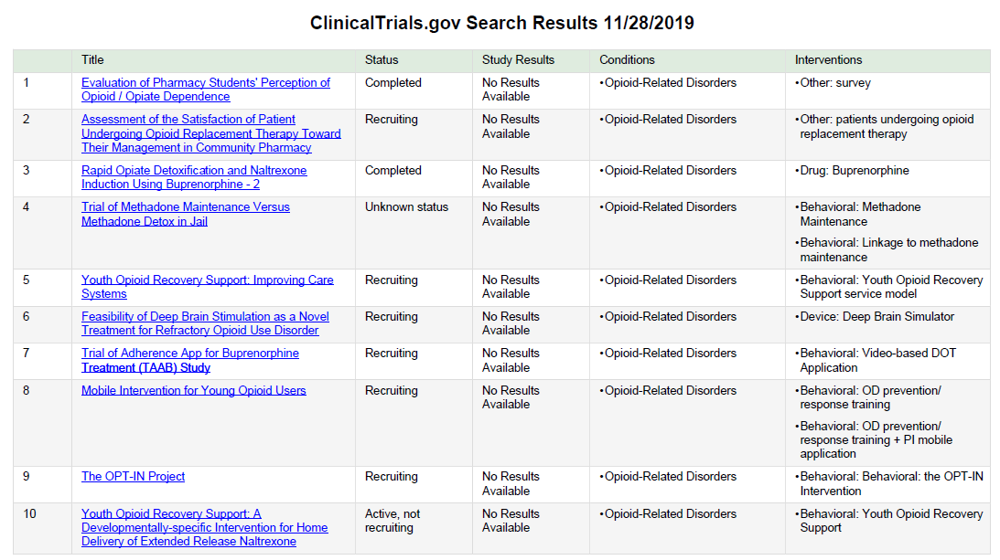 ClinicalTrials.gov Search Results 11/28/2019
Title Status Study Results Conditions Interventions
1 Evaluation of Pharmacy Students' Perception of Completed No Results •Opioid-Related Disorders •Other: survey
Opioid / Opiate Dependence Available
2 Assessment of the Satisfaction of Patient Recruiting No Results •Opioid-Related Disorders •Other: patients undergoing opioid
Undergoing Opioid Replacement Therapy Toward Available replacement therapy
Their Management in Community Pharmacy
3 Rapid Opiate Detoxification and Naltrexone Completed No Results •Opioid-Related Disorders •Drug: Buprenorphine
Induction Using Buprenorphine - 2 Available
4 Trial of Methadone Maintenance Versus Unknown status No Results •Opioid-Related Disorders •Behavioral: Methadone
Methadone Detox in Jail Available Maintenance
•Behavioral: Linkage to methadone
maintenance
5 Youth Opioid Recovery Support: Improving Care Recruiting No Results •Opioid-Related Disorders •Behavioral: Youth Opioid Recovery
Systems Available Support service model
6 Feasibility of Deep Brain Stimulation as a Novel Recruiting No Results •Opioid-Related Disorders •Device: Deep Brain Simulator
Treatment for Refractory Opioid Use Disorder Available
7 Trial of Adherence App for Buprenorphine Recruiting No Results •Opioid-Related Disorders •Behavioral: Video-based DOT
Treatment (TAAB) Study Available Application
8 Mobile Intervention for Young Opioid Users Recruiting No Results •Opioid-Related Disorders •Behavioral: OD prevention/
Available response training
•Behavioral: OD prevention/
response training + PI mobile
application
9 The OPT-IN Project Recruiting No Results •Opioid-Related Disorders •Behavioral: Behavioral: the OPT-IN
Available Intervention
10 Youth Opioid Recovery Support: A Active, not No Results •Opioid-Related Disorders •Behavioral: Youth Opioid Recovery
Developmentally-specific Intervention for Home recruiting Available Support
Delivery of Extended Release Naltrexone